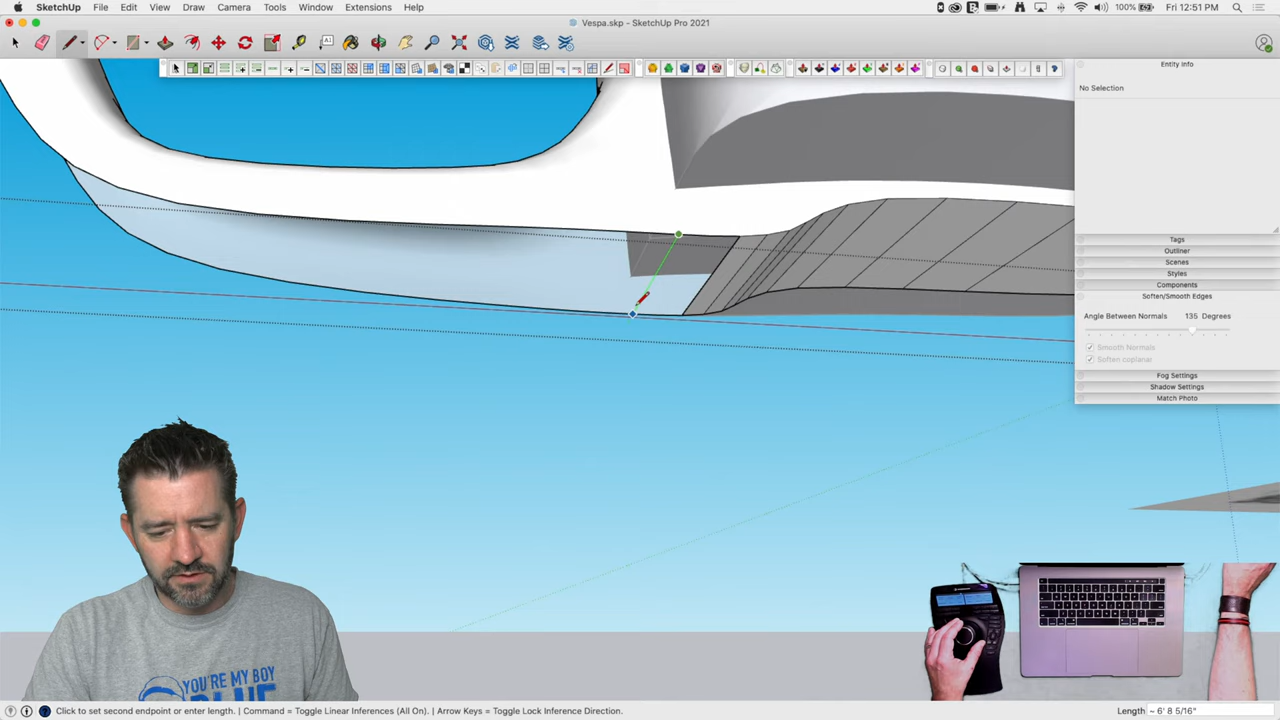 SketchUp File Edit View Draw Camera Tools Window Extensions Help
100% Fri 12:51 PM
Vespa.skp - SketchUp Pro 2021
Entity Info
No Selection
Tags
Outliner
Scenes
Styles
Components
Soften/Smooth Edges
Angle Between Normals 135 Degrees
Smooth Normals
Soften coplanar
Fog Settings
Shadow Settings
Match Photo
YOU'RE MY BOY
BLUE
Click to set second endpoint or enter length. | Command = Toggle Linear Inferences (All On). | Arrow Keys = Toggle Lock Inference Direction.
Length ~ 6' 8 5/16"